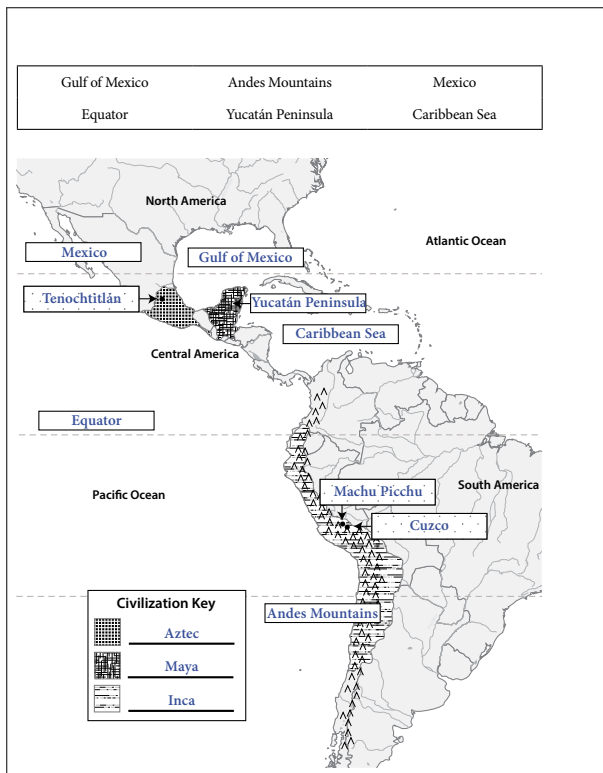 Gulf of Mexico Andes Mountains Mexico
Equator Yucatán Peninsula Caribbean Sea
North America
Mexico
Gulf of Mexico
Atlantic Ocean
Tenochtitlán
Yucatán Peninsula
Caribbean Sea
Central America
Equator
Machu Picchu
South America
Pacific Ocean
Cuzco
Civilization Key
Andes Mountains
Aztec
Maya
Inca